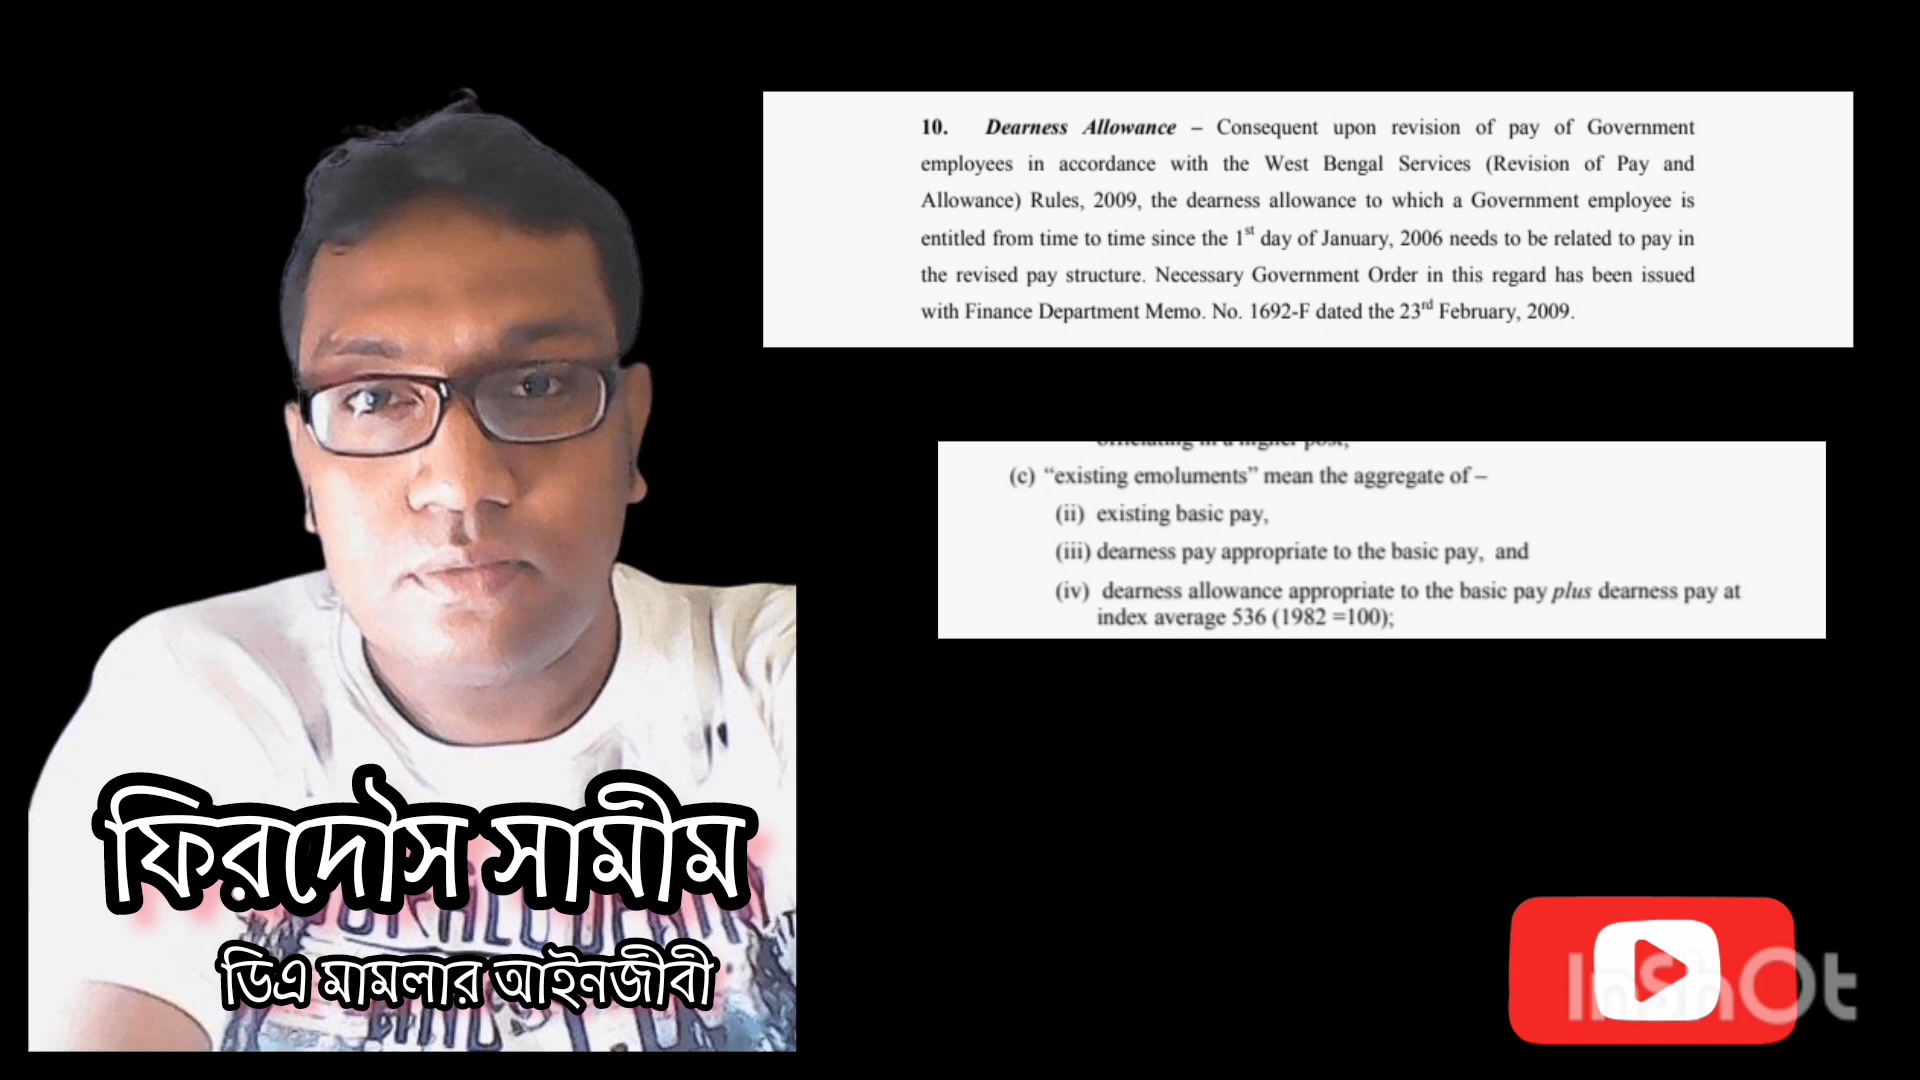 10. Dearness Allowance – Consequent upon revision of pay of Government
employees in accordance with the West Bengal Services (Revision of Pay and
Allowance) Rules, 2009, the dearness allowance to which a Government employee is
entitled from time to time since the 1st day of January, 2006 needs to be related to pay in
the revised pay structure. Necessary Government Order in this regard has been issued
with Finance Department Memo. No. 1692-F dated the 23rd February, 2009.
officiating in a higher post,
(c) “existing emoluments” mean the aggregate of –
(ii) existing basic pay,
(iii) dearness pay appropriate to the basic pay, and
(iv) dearness allowance appropriate to the basic pay plus dearness pay at
index average 536 (1982 =100);
ফিরদৌস সামীম
ডিএ মামলার আইনজীবী
InShOt